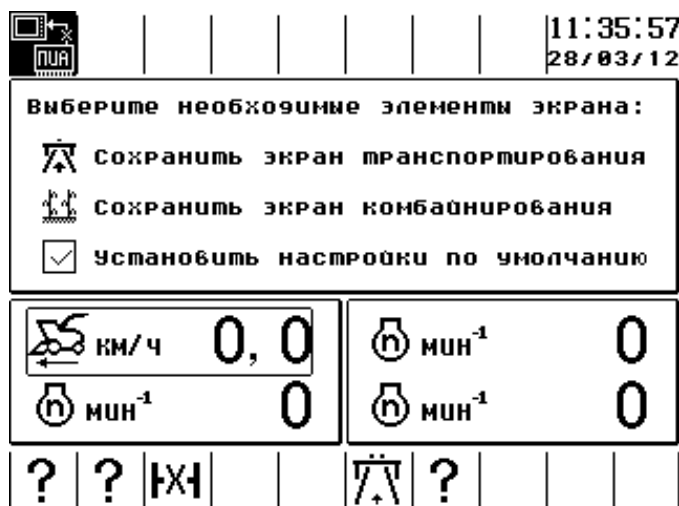 x
ПИА
11:35:57
28/03/12
Выберите необходимые элементы экрана:
Сохранить экран транспортирования
Сохранить экран комбайнирования
Установить настройки по умолчанию
км/ч 0,0
n мин⁻¹ 0
n мин⁻¹ 0
n мин⁻¹ 0
? ? X ?